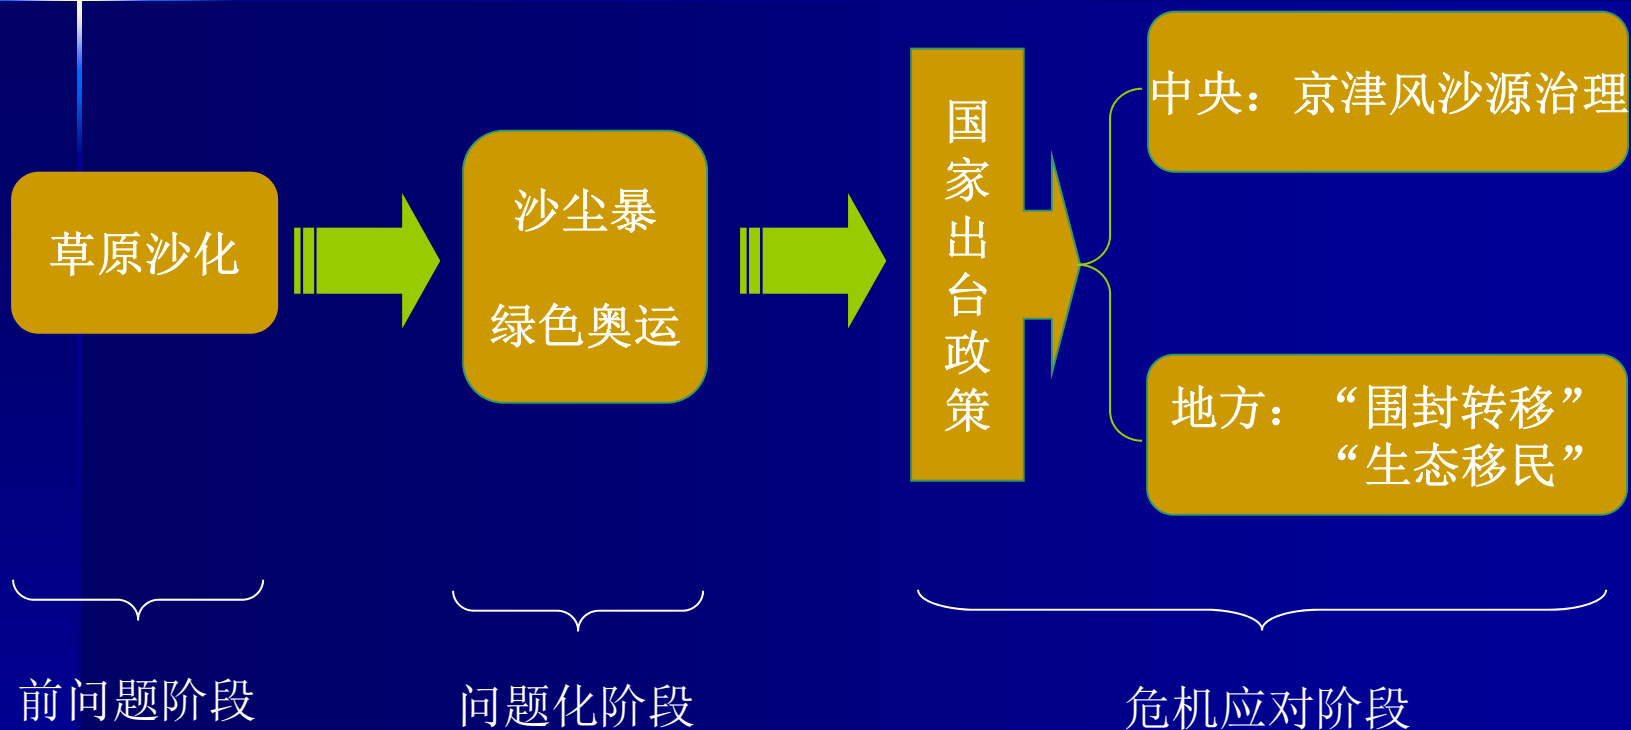 草原沙化
沙尘暴
绿色奥运
国家出台政策
中央：京津风沙源治理
地方：“围封转移”
“生态移民”
前问题阶段
问题化阶段
危机应对阶段